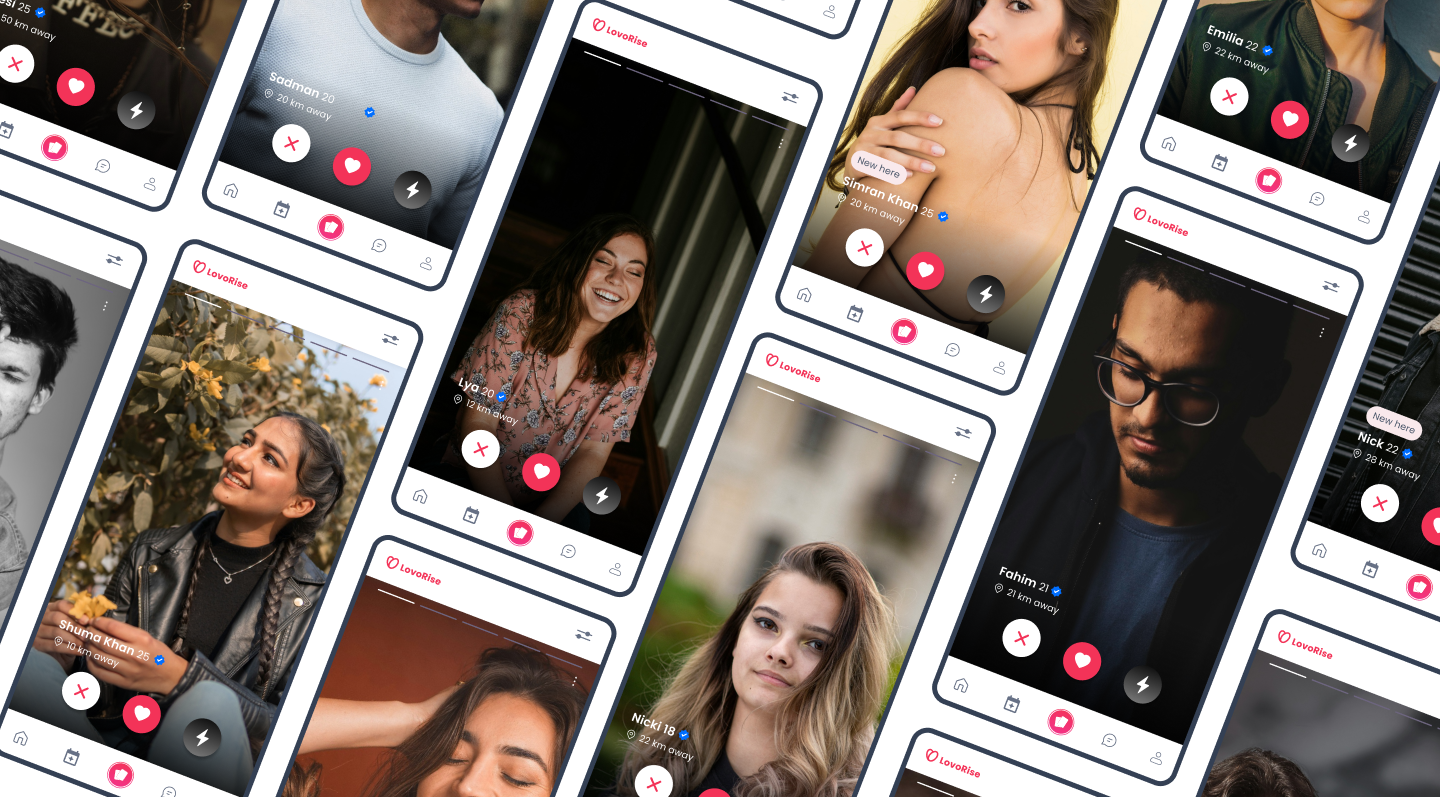 25
50 km away
Sadman 20
20 km away
LovoRise
New here
Simran Khan 25
20 km away
Emilia 22
22 km away
LovoRise
Shuma Khan 25
10 km away
Lya 20
12 km away
LovoRise
LovoRise
Nicki 18
22 km away
LovoRise
Fahim 21
21 km away
New here
Nick 22
28 km away
LovoRise
LovoRise